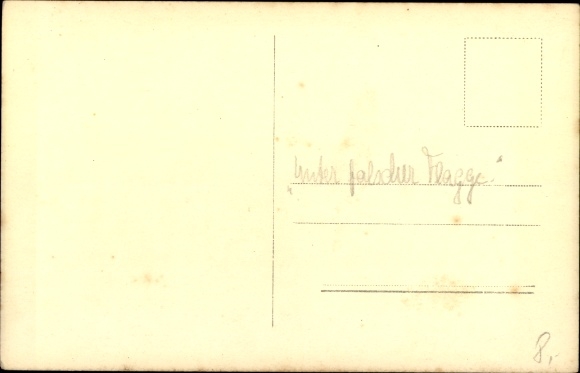 „Unter falscher Flagge.“
8,-